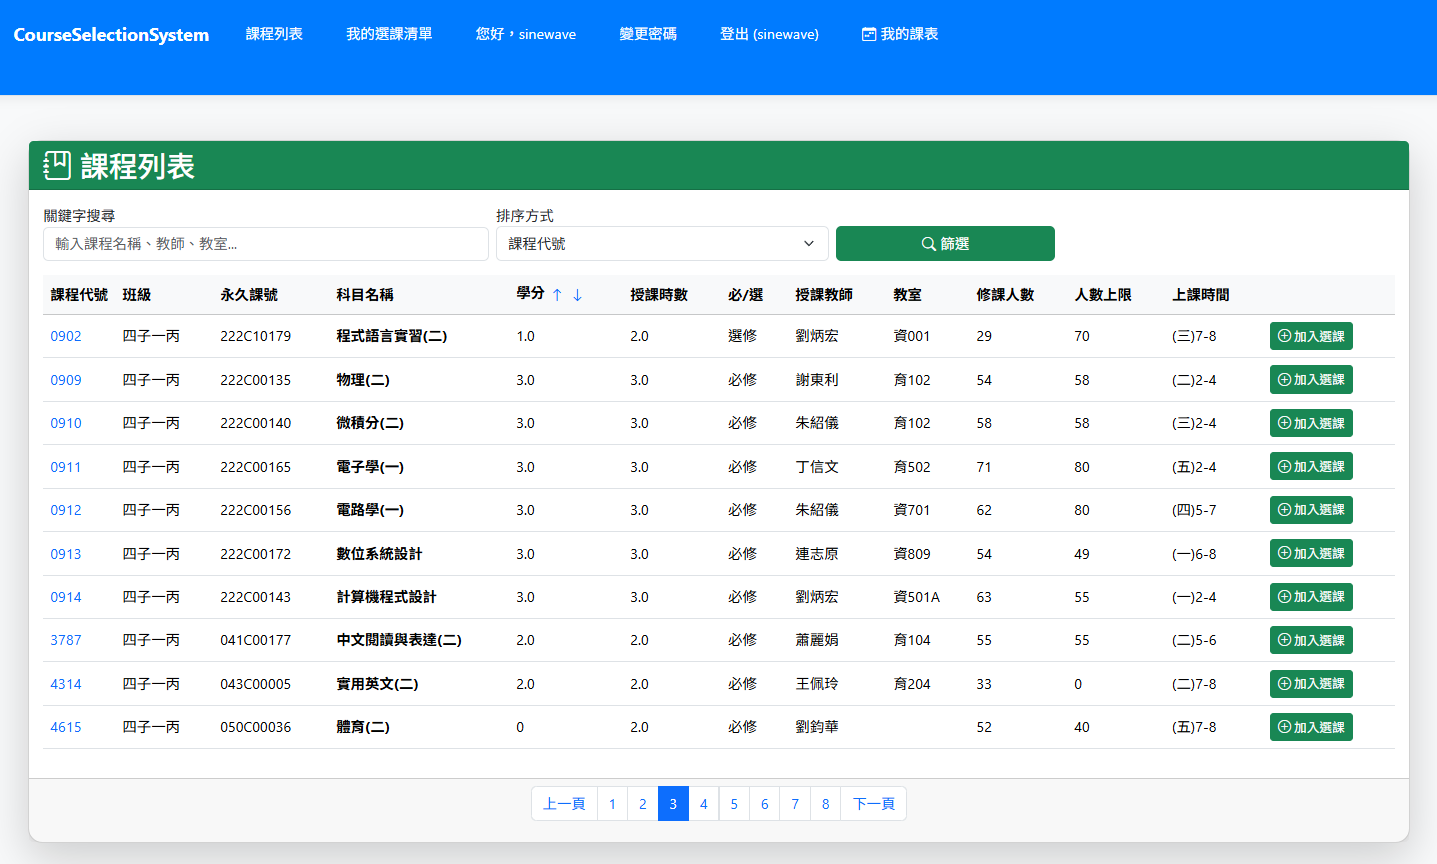 CourseSelectionSystem 課程列表 我的選課清單 您好，sinewave 變更密碼 登出 (sinewave) 我的課表
課程列表
關鍵字搜尋 排序方式
輸入課程名稱、教師、教室... 課程代號 篩選
課程代號 班級 永久課號 科目名稱 學分 ↑ ↓ 授課時數 必/選 授課教師 教室 修課人數 人數上限 上課時間
0902 四子一丙 222C10179 程式語言實習(二) 1.0 2.0 選修 劉炳宏 資001 29 70 (三)7-8 加入選課
0909 四子一丙 222C00135 物理(二) 3.0 3.0 必修 謝東利 育102 54 58 (二)2-4 加入選課
0910 四子一丙 222C00140 微積分(二) 3.0 3.0 必修 朱紹儀 育102 58 58 (三)2-4 加入選課
0911 四子一丙 222C00165 電子學(一) 3.0 3.0 必修 丁信文 育502 71 80 (五)2-4 加入選課
0912 四子一丙 222C00156 電路學(一) 3.0 3.0 必修 朱紹儀 資701 62 80 (四)5-7 加入選課
0913 四子一丙 222C00172 數位系統設計 3.0 3.0 必修 連志原 資809 54 49 (一)6-8 加入選課
0914 四子一丙 222C00143 計算機程式設計 3.0 3.0 必修 劉炳宏 資501A 63 55 (一)2-4 加入選課
3787 四子一丙 041C00177 中文閱讀與表達(二) 2.0 2.0 必修 蕭麗娟 育104 55 55 (二)5-6 加入選課
4314 四子一丙 043C00005 實用英文(二) 2.0 2.0 必修 王佩玲 育204 33 0 (二)7-8 加入選課
4615 四子一丙 050C00036 體育(二) 0 2.0 必修 劉鈞華 52 40 (五)7-8 加入選課
上一頁 1 2 3 4 5 6 7 8 下一頁